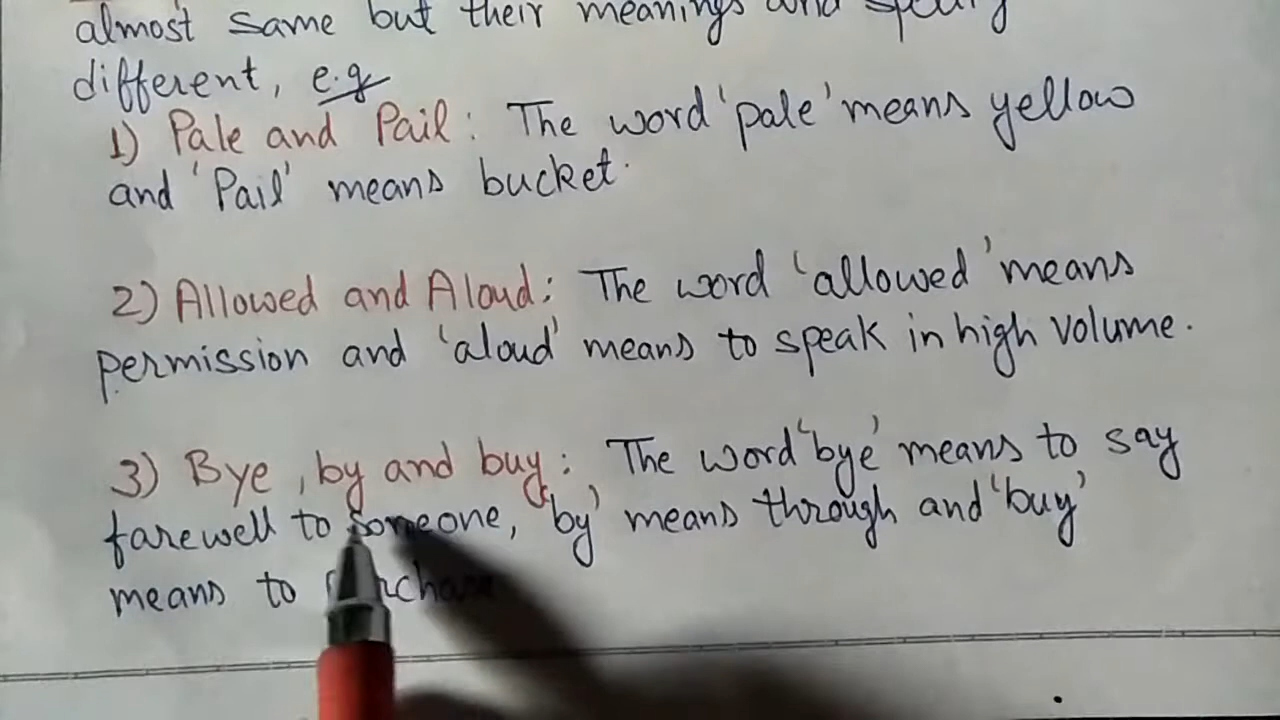 almost same but their meanings and
different, e.g
1) Pale and Pail: The word 'pale' means yellow
and 'Pail' means bucket.
2) Allowed and Aloud: The word 'allowed' means
permission and 'aloud' means to speak in high volume.
3) Bye, by and buy: The word 'bye' means to say
farewell to someone, 'by' means through and 'buy'
means to